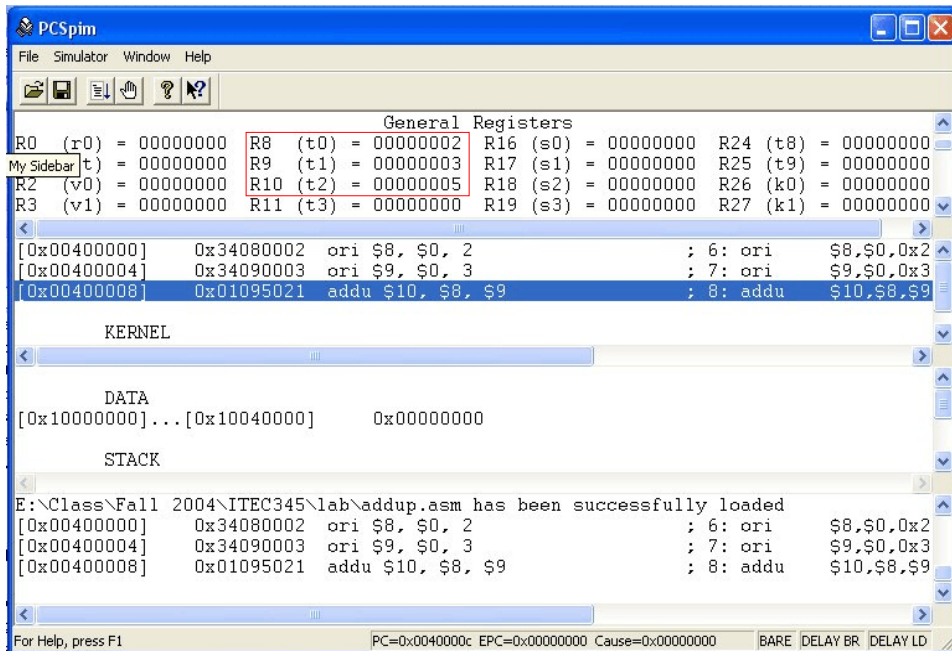 PCSpim
File Simulator Window Help
General Registers
R0 (r0) = 00000000 R8 (t0) = 00000002 R16 (s0) = 00000000 R24 (t8) = 00000000
My Sidebar t) = 00000000 R9 (t1) = 00000003 R17 (s1) = 00000000 R25 (t9) = 00000000
R2 (v0) = 00000000 R10 (t2) = 00000005 R18 (s2) = 00000000 R26 (k0) = 00000000
R3 (v1) = 00000000 R11 (t3) = 00000000 R19 (s3) = 00000000 R27 (k1) = 00000000
[0x00400000] 0x34080002 ori $8, $0, 2 ; 6: ori $8,$0,0x2
[0x00400004] 0x34090003 ori $9, $0, 3 ; 7: ori $9,$0,0x3
[0x00400008] 0x01095021 addu $10, $8, $9 ; 8: addu $10,$8,$9
KERNEL
DATA
[0x10000000]...[0x10040000] 0x00000000
STACK
E:\Class\Fall 2004\ITEC345\lab\addup.asm has been successfully loaded
[0x00400000] 0x34080002 ori $8, $0, 2 ; 6: ori $8,$0,0x2
[0x00400004] 0x34090003 ori $9, $0, 3 ; 7: ori $9,$0,0x3
[0x00400008] 0x01095021 addu $10, $8, $9 ; 8: addu $10,$8,$9
For Help, press F1 PC=0x0040000c EPC=0x00000000 Cause=0x00000000 BARE DELAY BR DELAY LD